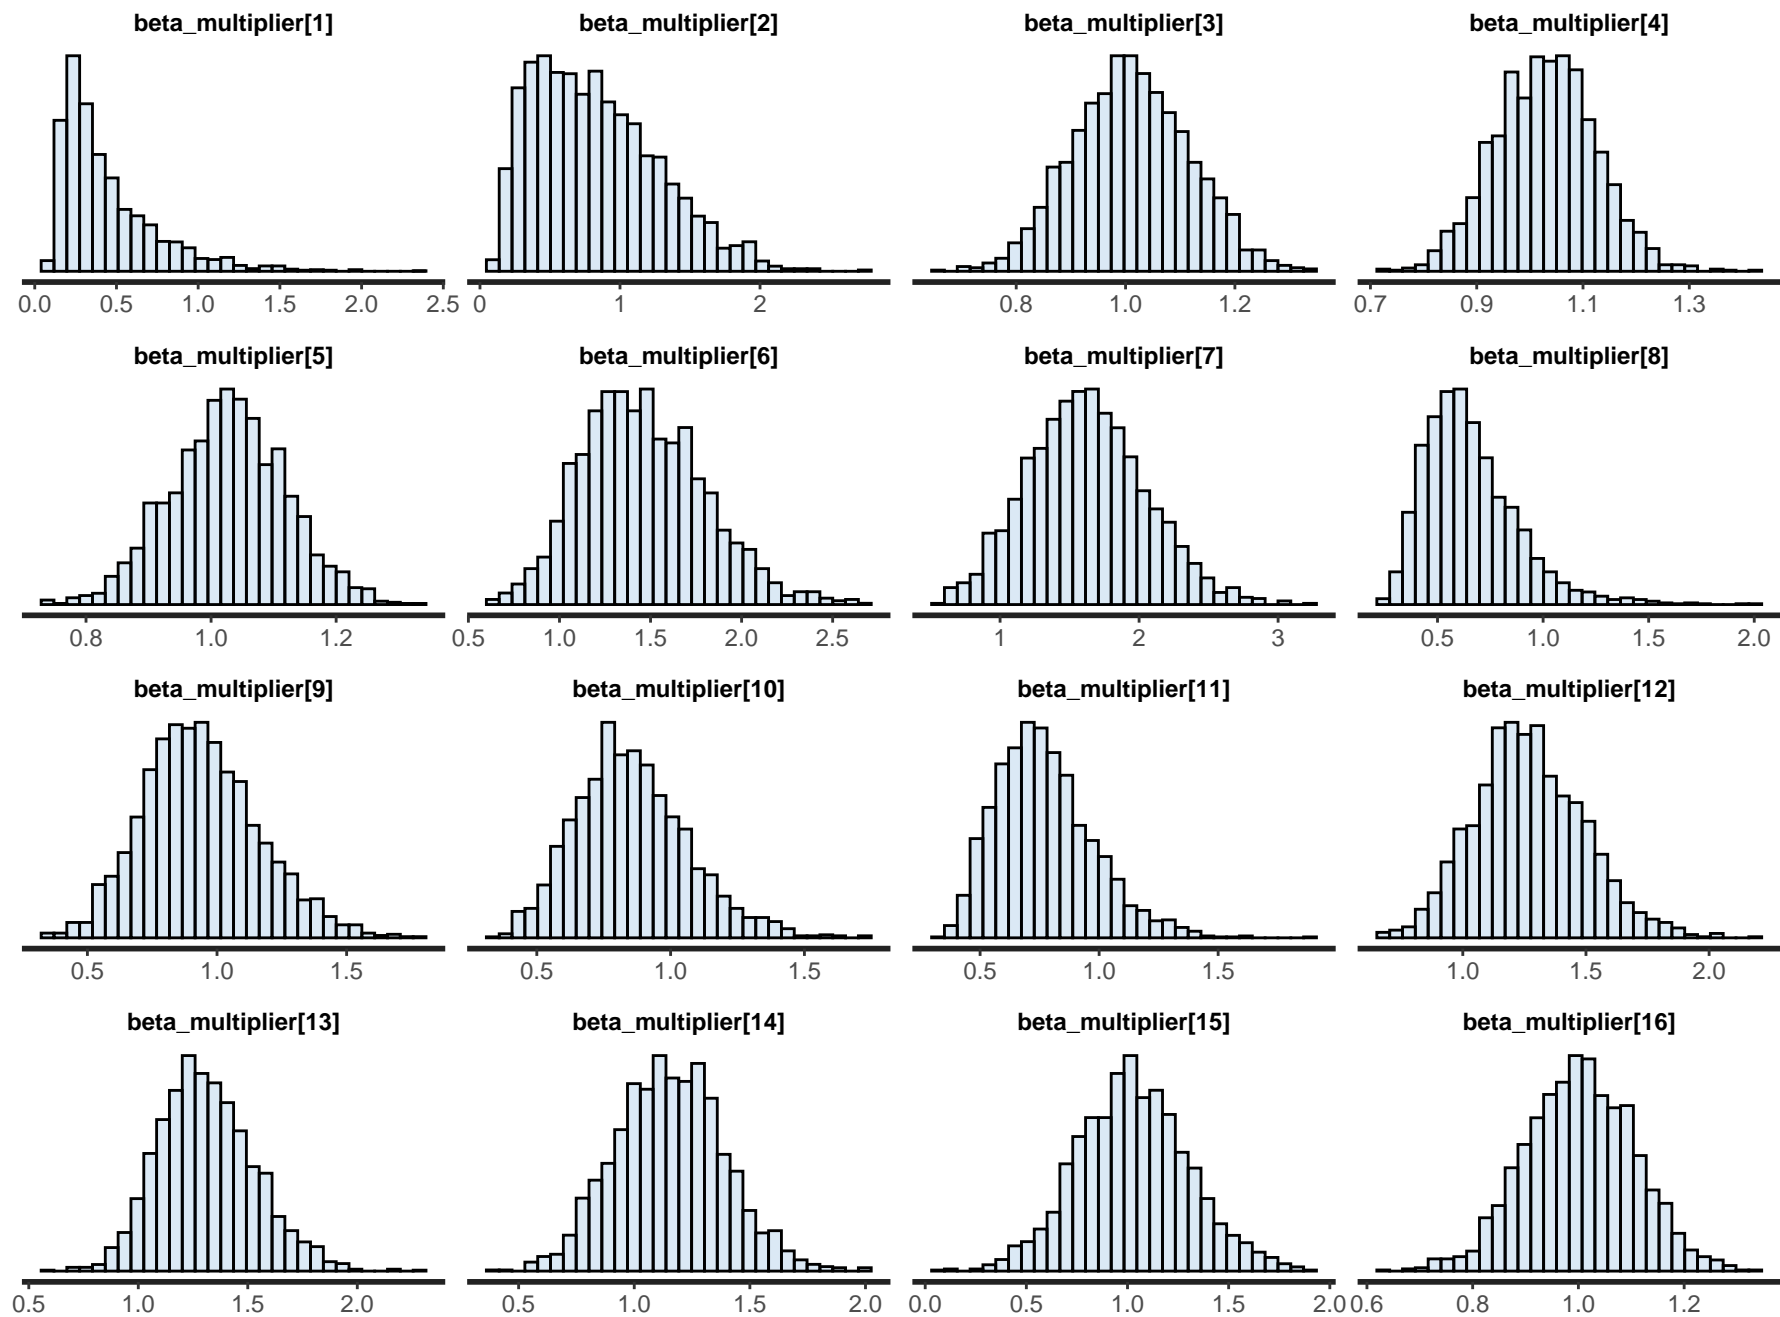 beta_multiplier[1] beta_multiplier[2] beta_multiplier[3] beta_multiplier[4]
0.0 0.5 1.0 1.5 2.0 2.5 0 1 2 0.8 1.0 1.2 0.7 0.9 1.1 1.3
beta_multiplier[5] beta_multiplier[6] beta_multiplier[7] beta_multiplier[8]
0.8 1.0 1.2 0.5 1.0 1.5 2.0 2.5 1 2 3 0.5 1.0 1.5 2.0
beta_multiplier[9] beta_multiplier[10] beta_multiplier[11] beta_multiplier[12]
0.5 1.0 1.5 0.5 1.0 1.5 0.5 1.0 1.5 1.0 1.5 2.0
beta_multiplier[13] beta_multiplier[14] beta_multiplier[15] beta_multiplier[16]
0.5 1.0 1.5 2.0 0.5 1.0 1.5 2.0 0.0 0.5 1.0 1.5 2.0 0.6 0.8 1.0 1.2